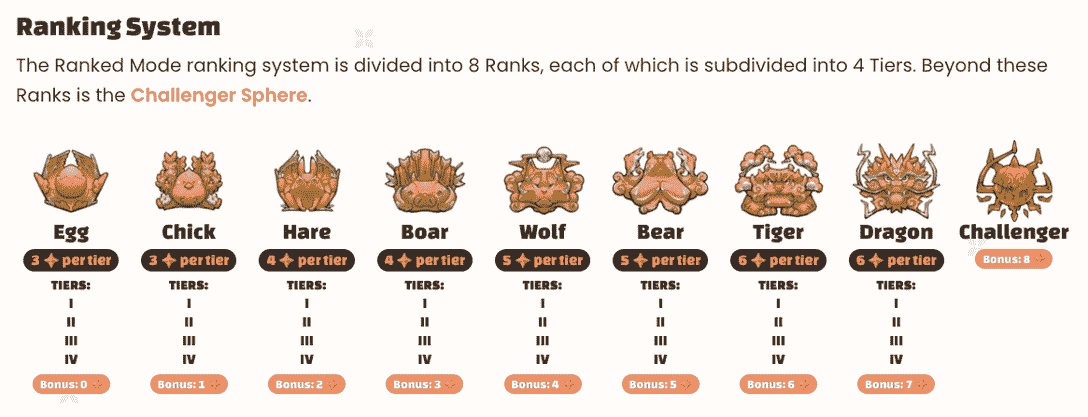 Ranking System
The Ranked Mode ranking system is divided into 8 Ranks, each of which is subdivided into 4 Tiers. Beyond these
Ranks is the Challenger Sphere.
Egg Chick Hare Boar Wolf Bear Tiger Dragon Challenger
3 per tier 3 per tier 4 per tier 4 per tier 5 per tier 5 per tier 6 per tier 6 per tier Bonus: 8
TIERS: TIERS: TIERS: TIERS: TIERS: TIERS: TIERS: TIERS:
I I I I I I I I
II II II II II II II II
III III III III III III III III
IV IV IV IV IV IV IV IV
Bonus: 0 Bonus: 1 Bonus: 2 Bonus: 3 Bonus: 4 Bonus: 5 Bonus: 6 Bonus: 7